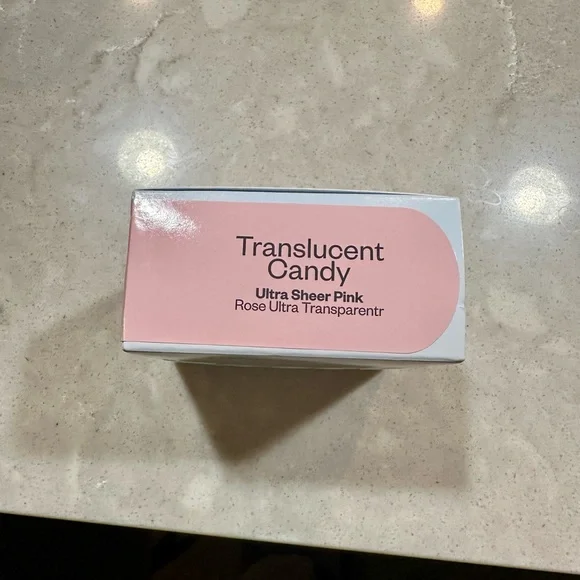 Translucent
Candy
Ultra Sheer Pink
Rose Ultra Transparentr